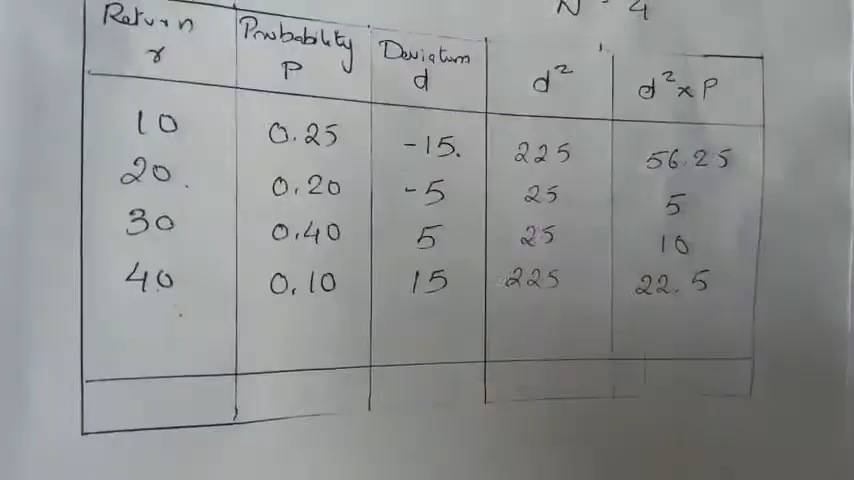 N = 4
Return Probability Deviation d² d²xP
r P d
10 0.25 -15. 225 56.25
20. 0.20 -5 25 5
30 0.40 5 25 10
40 0.10 15 225 22.5